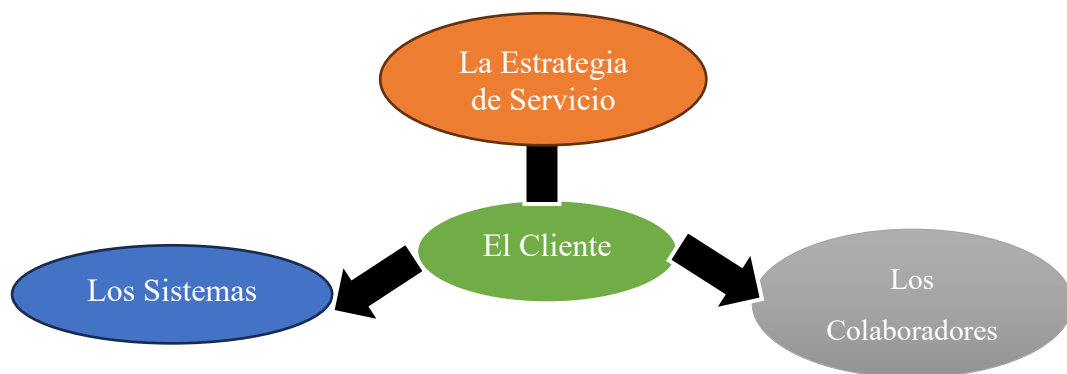 La Estrategia
de Servicio
El Cliente
Los Sistemas
Los
Colaboradores